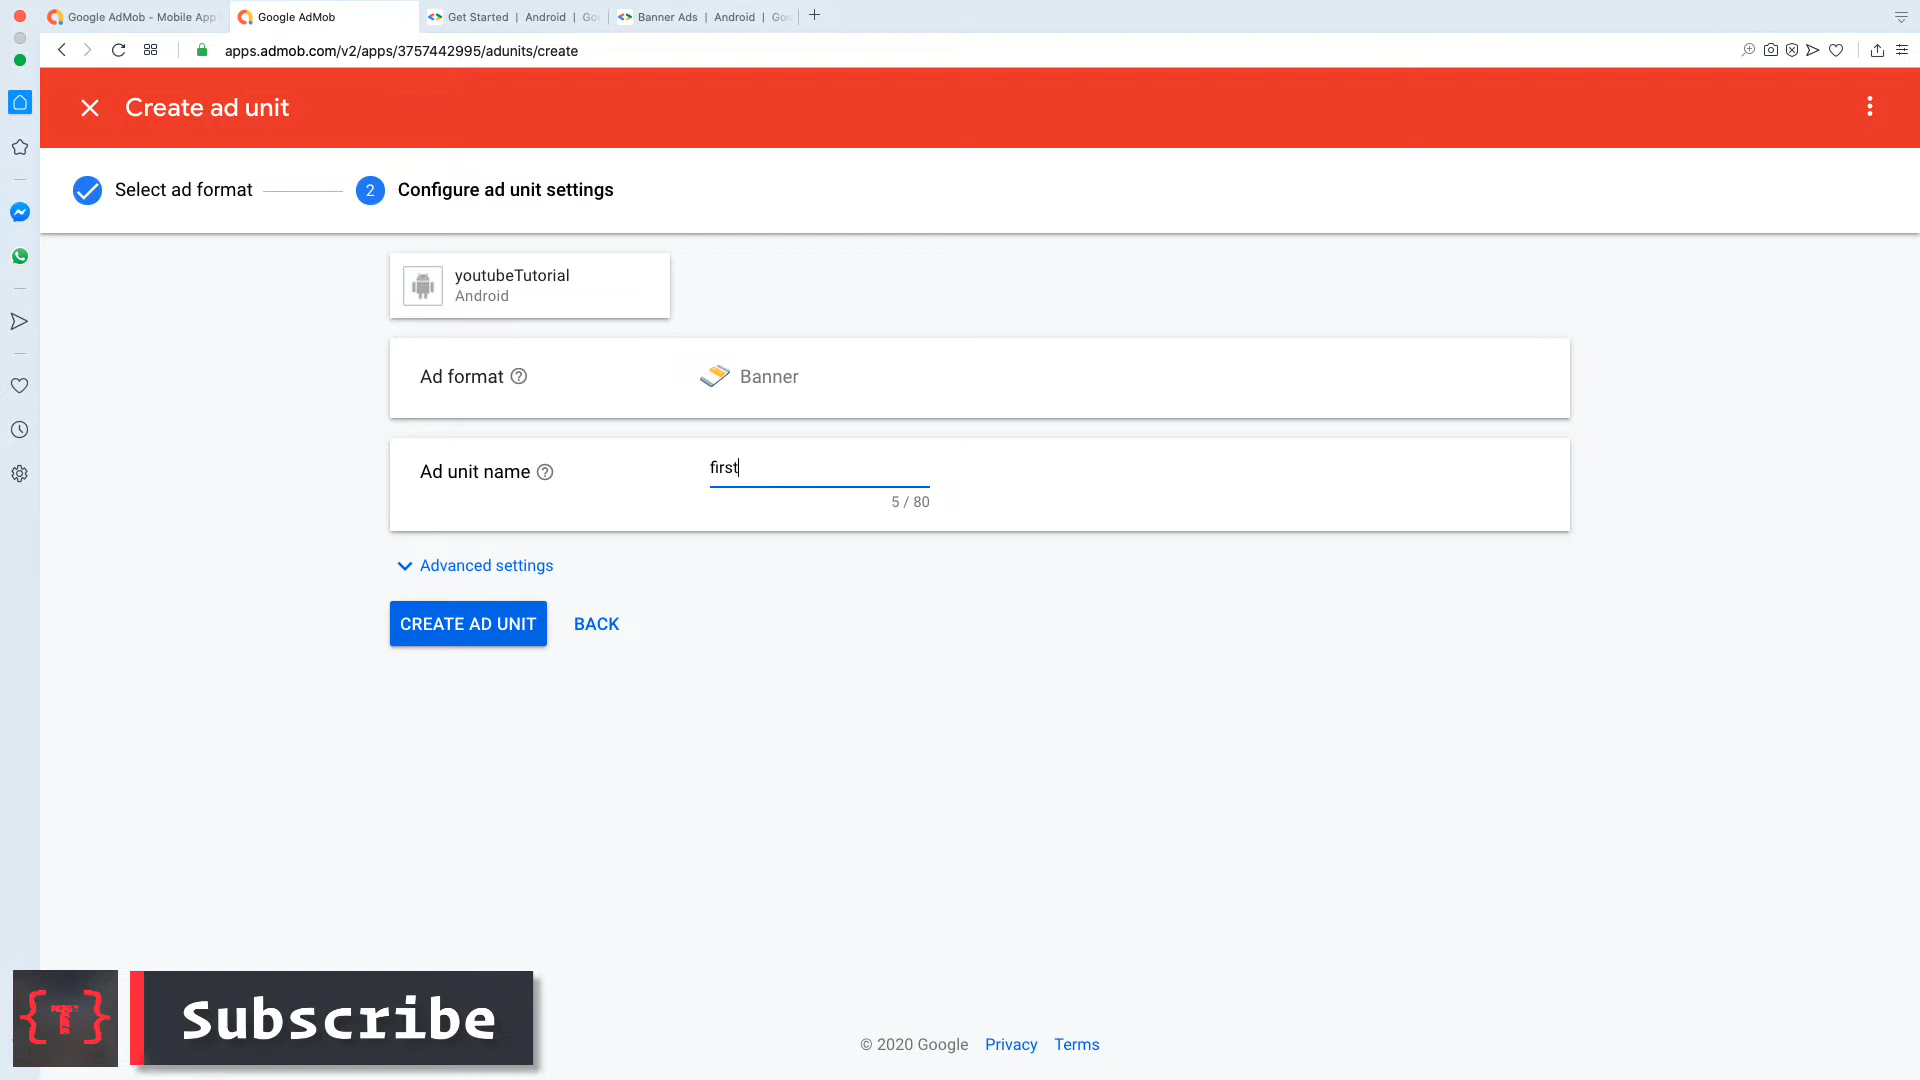 Google AdMob - Mobile App
Google AdMob
Get Started | Android | Go
Banner Ads | Android | Goo
apps.admob.com/v2/apps/3757442995/adunits/create
Create ad unit
Select ad format
2
Configure ad unit settings
youtubeTutorial
Android
Ad format
Banner
Ad unit name
first
5 / 80
Advanced settings
CREATE AD UNIT
BACK
{T}
Subscribe
© 2020 Google Privacy Terms